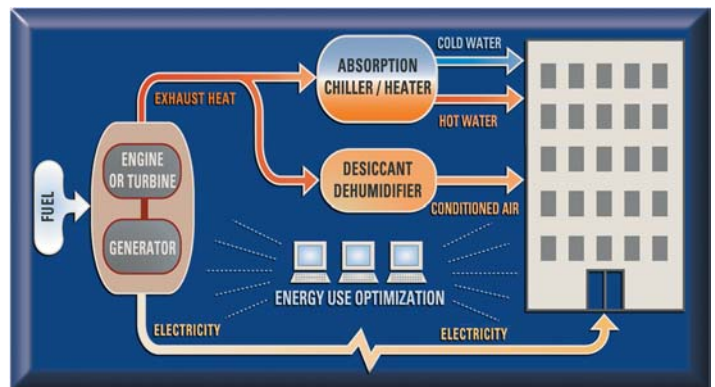 COLD WATER
ABSORPTION
CHILLER / HEATER
EXHAUST HEAT
HOT WATER
ENGINE
OR TURBINE
DESICCANT
DEHUMIDIFIER
FUEL
CONDITIONED AIR
GENERATOR
ENERGY USE OPTIMIZATION
ELECTRICITY
ELECTRICITY